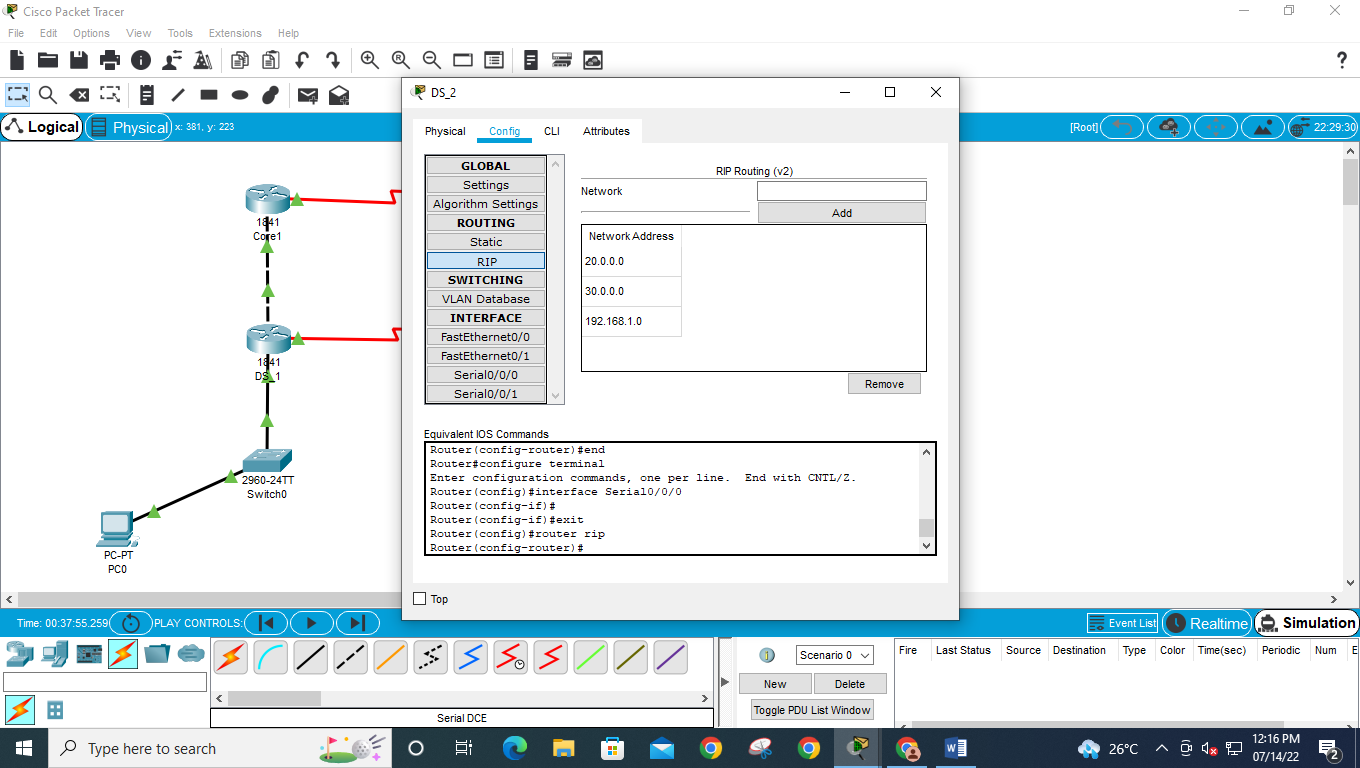 Cisco Packet Tracer
File Edit Options View Tools Extensions Help
Logical
Physical
x: 381, y: 223
[Root]
22:29:30
1841
Core1
1841
DS_1
2960-24TT
Switch0
PC-PT
PC0
DS_2
Physical Config CLI Attributes
GLOBAL
Settings
Algorithm Settings
ROUTING
Static
RIP
SWITCHING
VLAN Database
INTERFACE
FastEthernet0/0
FastEthernet0/1
Serial0/0/0
Serial0/0/1
RIP Routing (v2)
Network
Add
Network Address
20.0.0.0
30.0.0.0
192.168.1.0
Remove
Equivalent IOS Commands
Router(config-router)#end
Router#configure terminal
Enter configuration commands, one per line. End with CNTL/Z.
Router(config)#interface Serial0/0/0
Router(config-if)#
Router(config-if)#exit
Router(config)#router rip
Router(config-router)#
Top
Time: 00:37:55.259
PLAY CONTROLS:
Event List
Realtime
Simulation
Serial DCE
Scenario 0
New
Delete
Toggle PDU List Window
Fire Last Status Source Destination Type Color Time(sec) Periodic Num E
Type here to search
26°C
12:16 PM
07/14/22
2